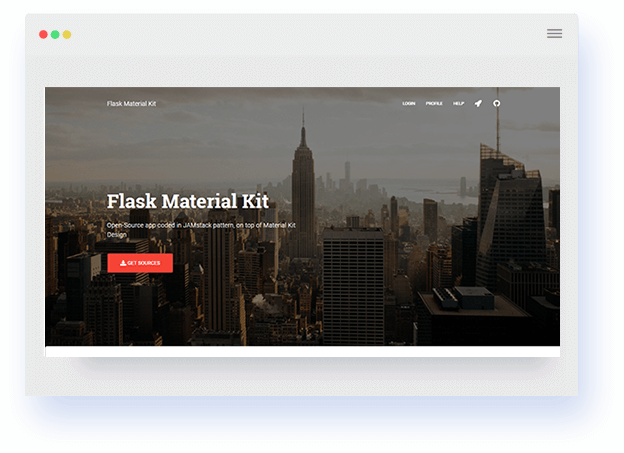 Flask Material Kit
LOGIN PROFILE HELP
Flask Material Kit
Open-Source app coded in JAMstack pattern, on top of Material Kit
Design
GET SOURCES